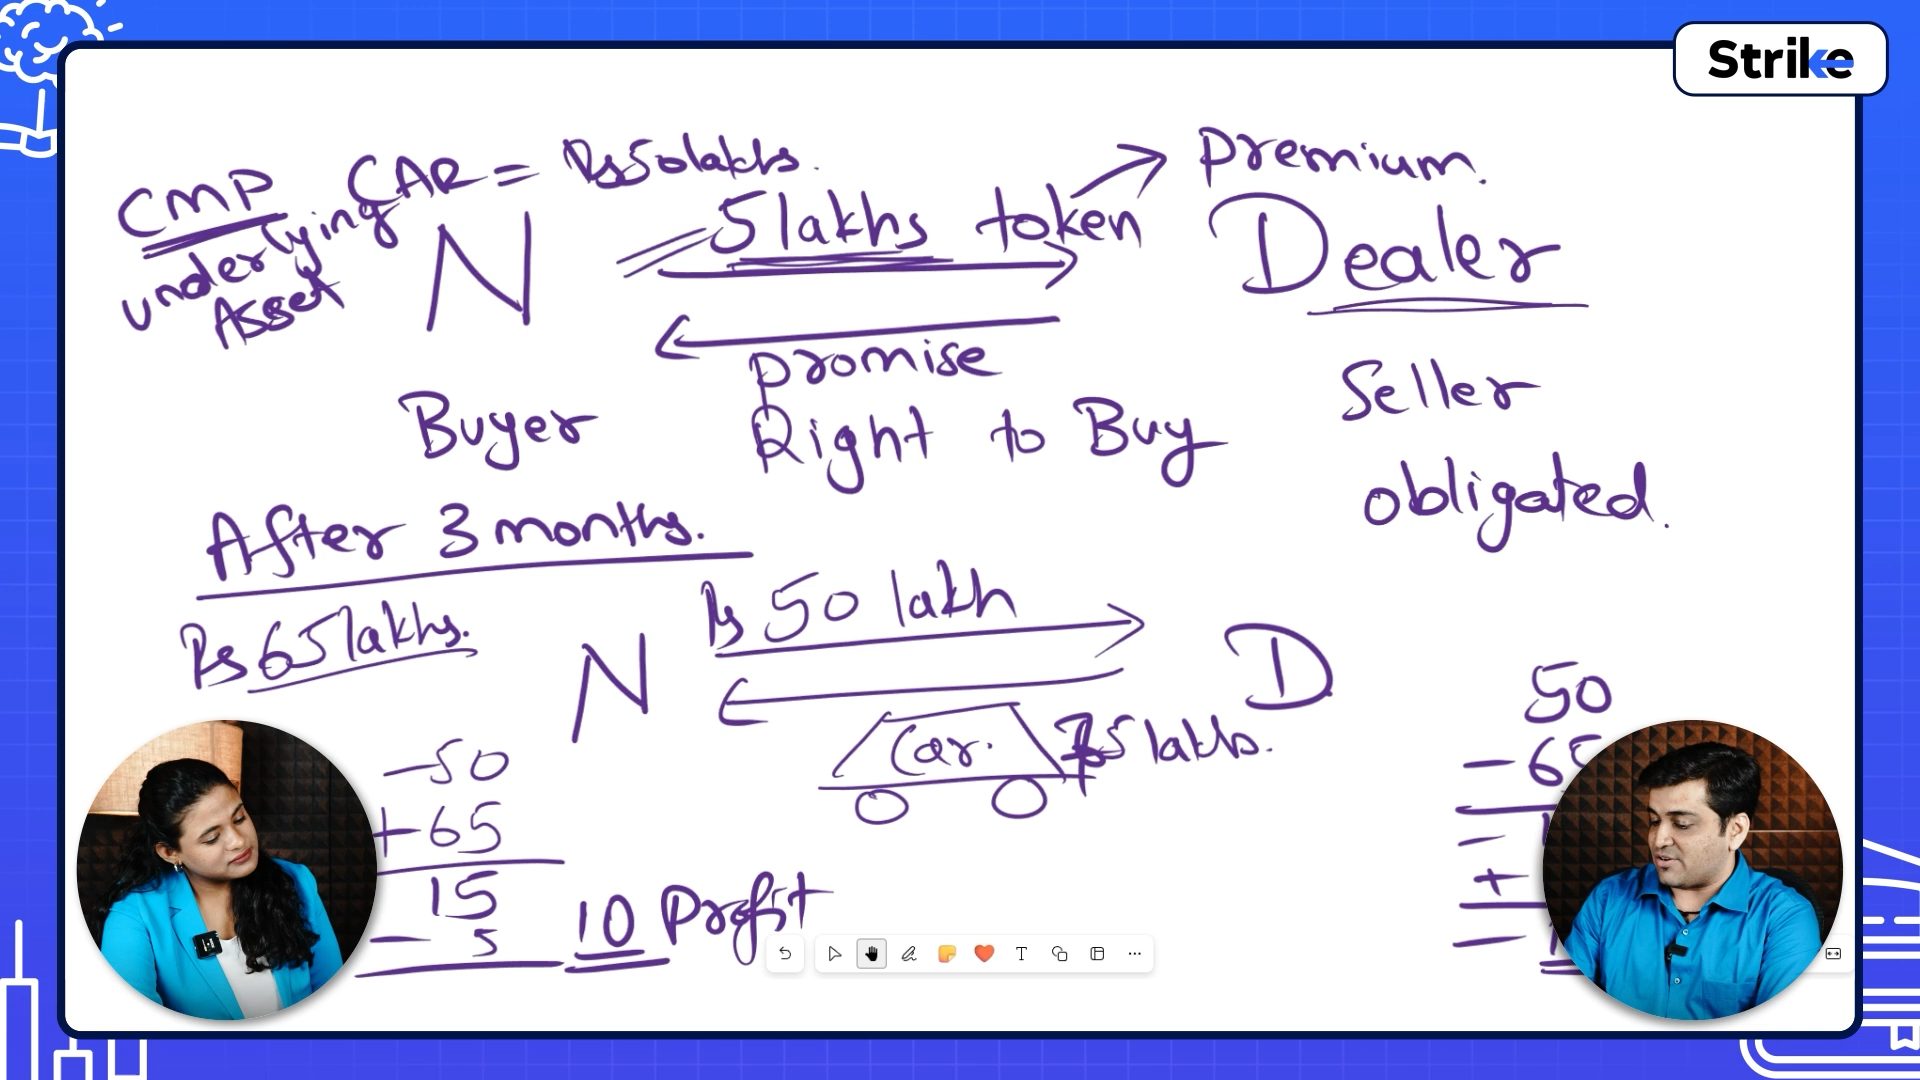 Strike
CMP CAR = Rs 50 lakhs.
underlying
Asset
N 5 lakhs token Premium.
Dealer
promise
Buyer Right to Buy Seller
obligated.
After 3 months.
Rs 65 lakhs. N Rs 50 lakh D
Car.
5 lakhs.
-50
+65
15
- 5
10 Profit
50
- 6
-
+
-
T